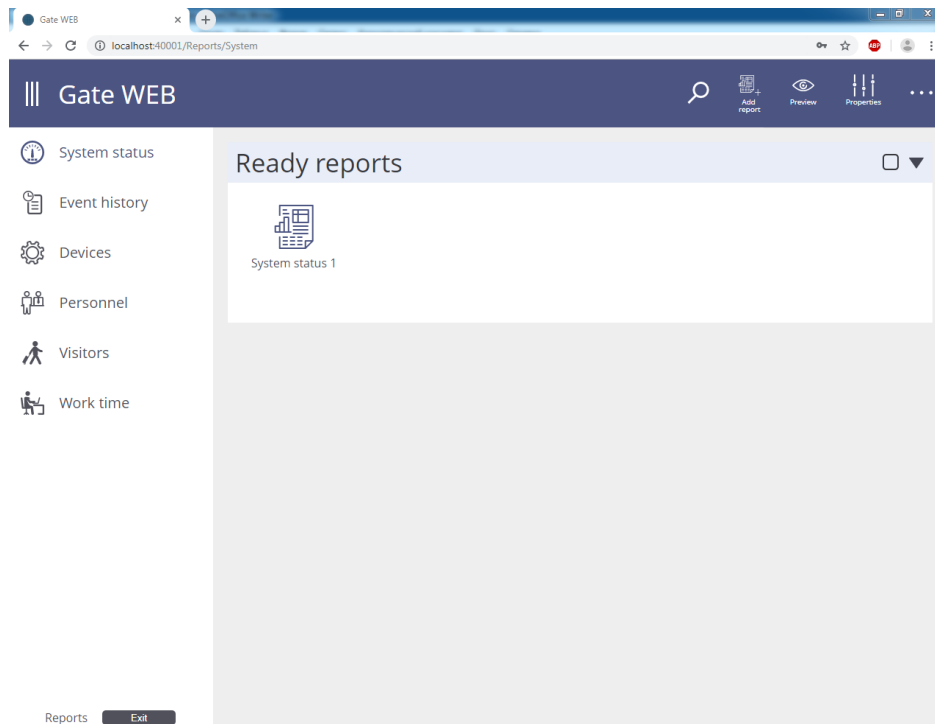 Gate WEB
localhost:40001/Reports/System
ABP
Gate WEB
Add
report
Preview
Properties
System status
Event history
Devices
Personnel
Visitors
Work time
Ready reports
System status 1
Reports
Exit